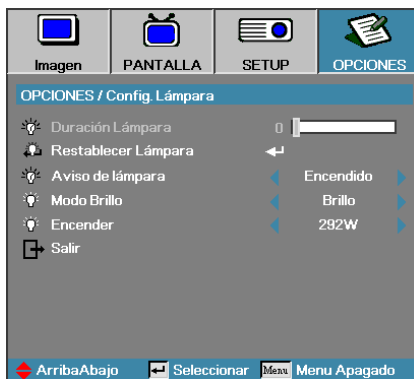 Imagen PANTALLA SETUP OPCIONES
OPCIONES / Config. Lámpara
Duración Lámpara 0
Restablecer Lámpara
Aviso de lámpara Encendido
Modo Brillo Brillo
Encender 292W
Salir
ArribaAbajo Seleccionar Menu Menu Apagado